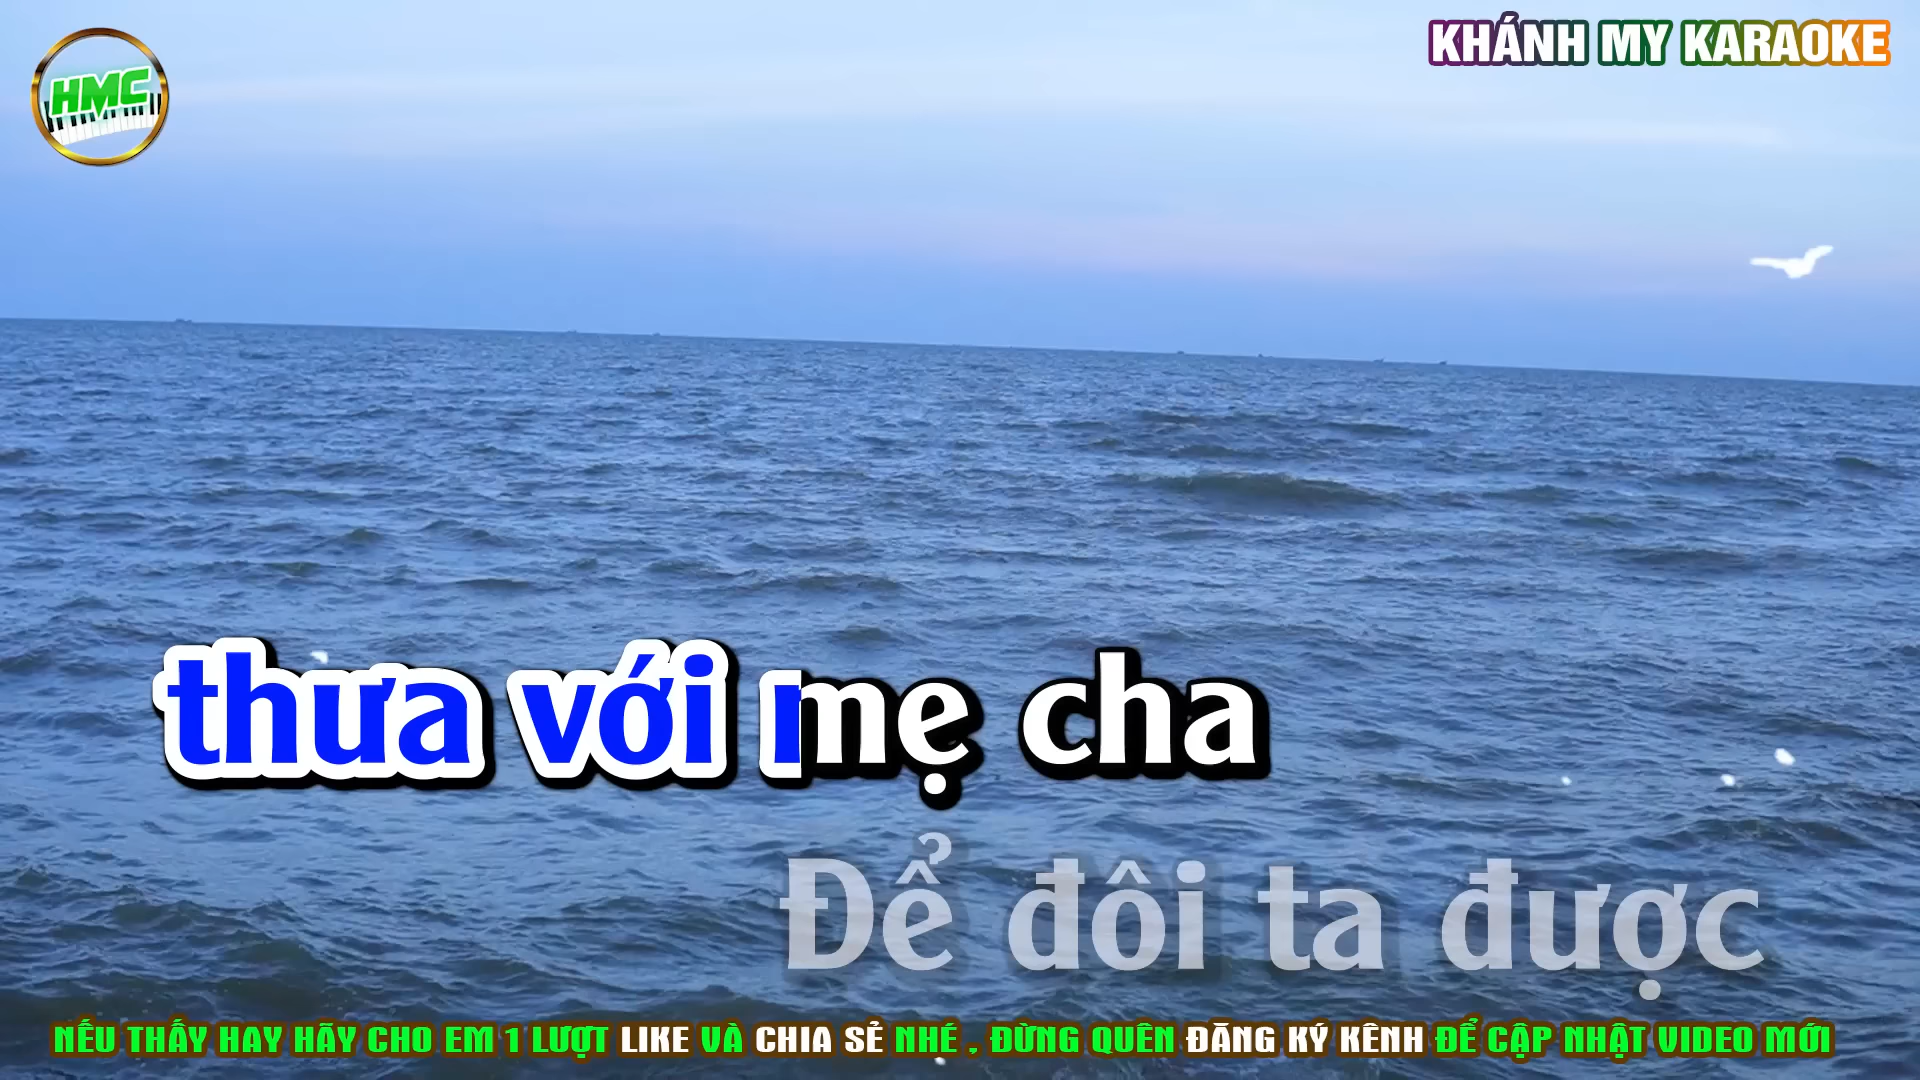 KHÁNH MY KARAOKE
HMC
thưa với mẹ cha
Để đôi ta được
NẾU THẤY HAY HÃY CHO EM 1 LƯỢT LIKE VÀ CHIA SẺ NHÉ , ĐỪNG QUÊN ĐĂNG KÝ KÊNH ĐỂ CẬP NHẬT VIDEO MỚI